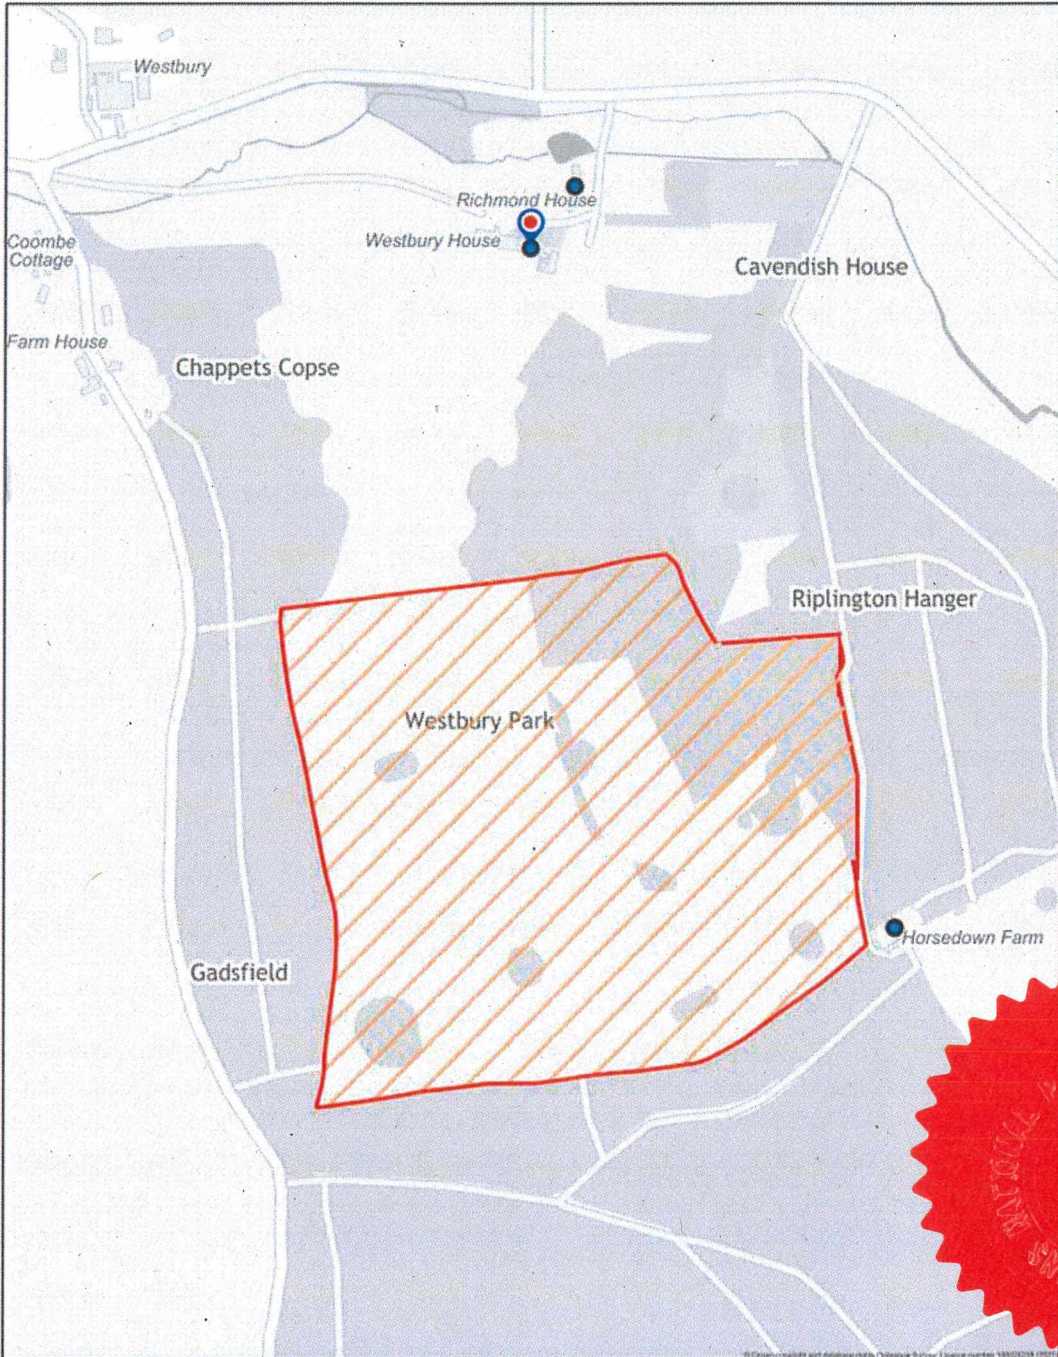 Westbury
Richmond House
Westbury House
Coombe
Cottage
Cavendish House
Farm House
Chappets Copse
Riplington Hanger
Westbury Park
Horsedown Farm
Gadsfield